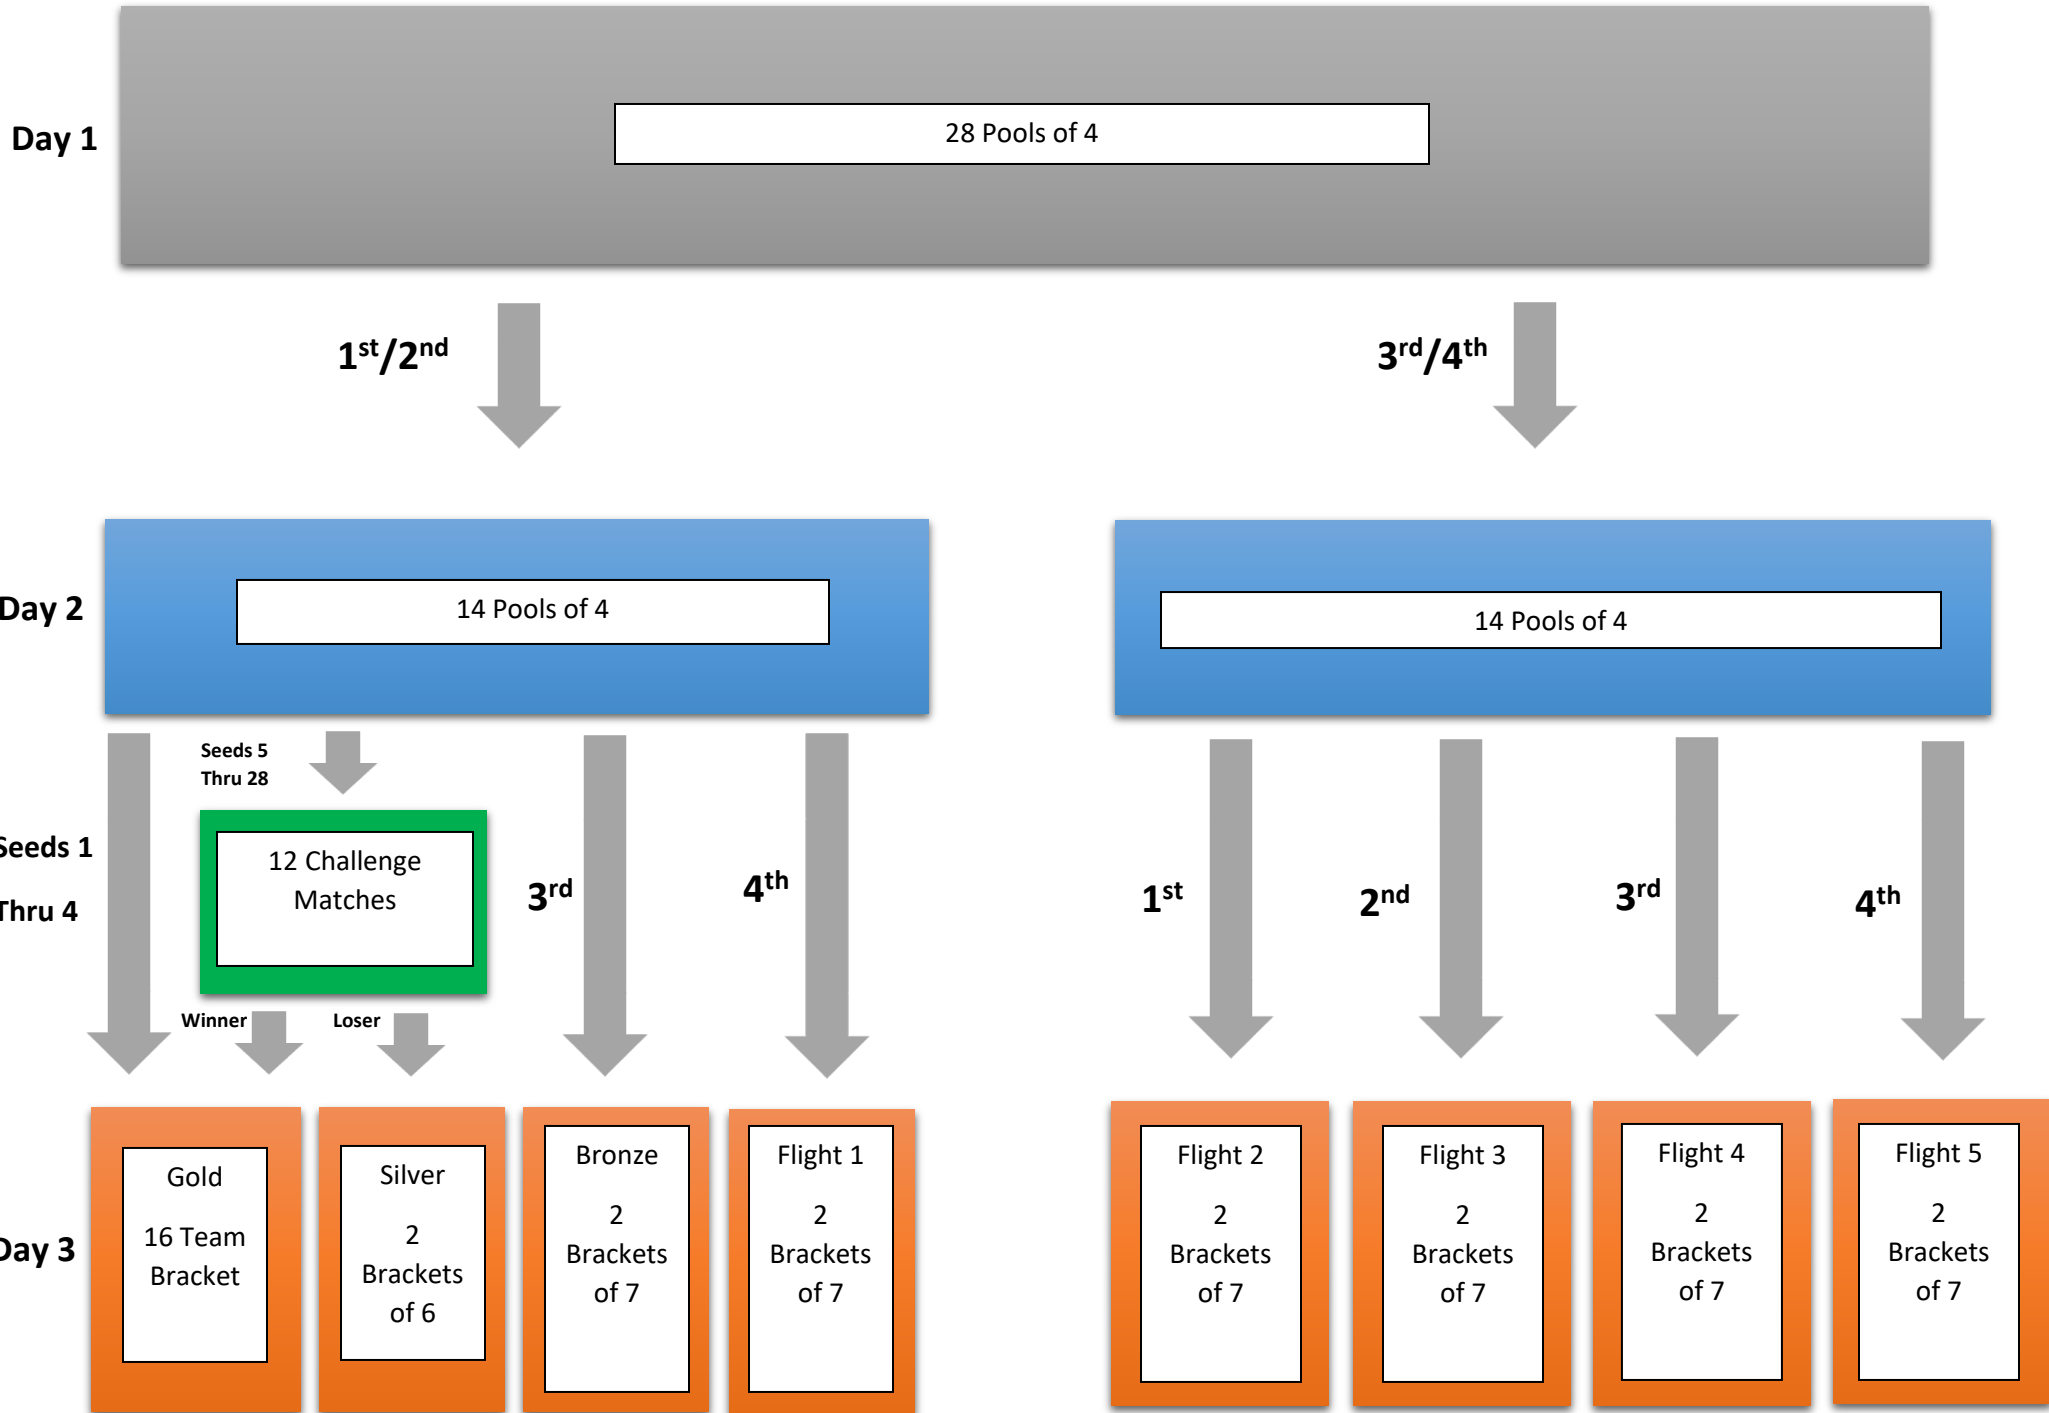 Day 1
28 Pools of 4
1st/2nd
3rd/4th
Day 2
14 Pools of 4
14 Pools of 4
Seeds 5
Thru 28
Seeds 1
Thru 4
12 Challenge
Matches
3rd
4th
1st
2nd
3rd
4th
Winner
Loser
Day 3
Gold
16 Team
Bracket
Silver
2
Brackets
of 6
Bronze
2
Brackets
of 7
Flight 1
2
Brackets
of 7
Flight 2
2
Brackets
of 7
Flight 3
2
Brackets
of 7
Flight 4
2
Brackets
of 7
Flight 5
2
Brackets
of 7